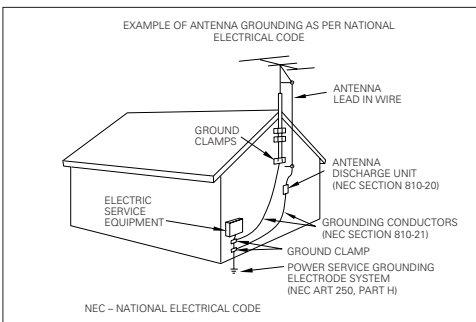 EXAMPLE OF ANTENNA GROUNDING AS PER NATIONAL
ELECTRICAL CODE
ANTENNA
LEAD IN WIRE
GROUND
CLAMPS
ANTENNA
DISCHARGE UNIT
(NEC SECTION 810-20)
ELECTRIC
SERVICE
EQUIPMENT
GROUNDING CONDUCTORS
(NEC SECTION 810-21)
GROUND CLAMP
POWER SERVICE GROUNDING
ELECTRODE SYSTEM
(NEC ART 250, PART H)
NEC – NATIONAL ELECTRICAL CODE